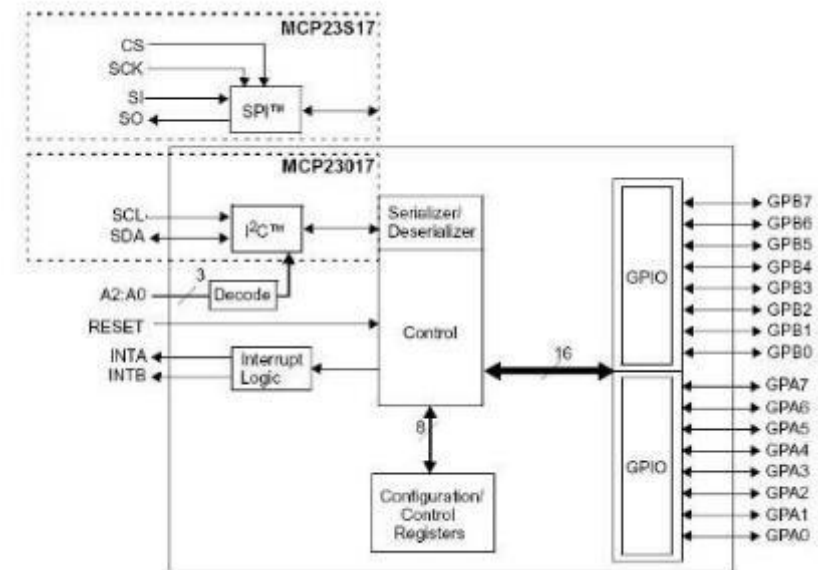 MCP23S17
CS
SCK
SI
SO
SPI™
MCP23017
SCL
SDA
I²C™
Serializer/
Deserializer
3
A2:A0
Decode
RESET
Control
INTA
INTB
Interrupt
Logic
16
8
Configuration/
Control
Registers
GPIO
GPB7
GPB6
GPB5
GPB4
GPB3
GPB2
GPB1
GPB0
GPIO
GPA7
GPA6
GPA5
GPA4
GPA3
GPA2
GPA1
GPA0